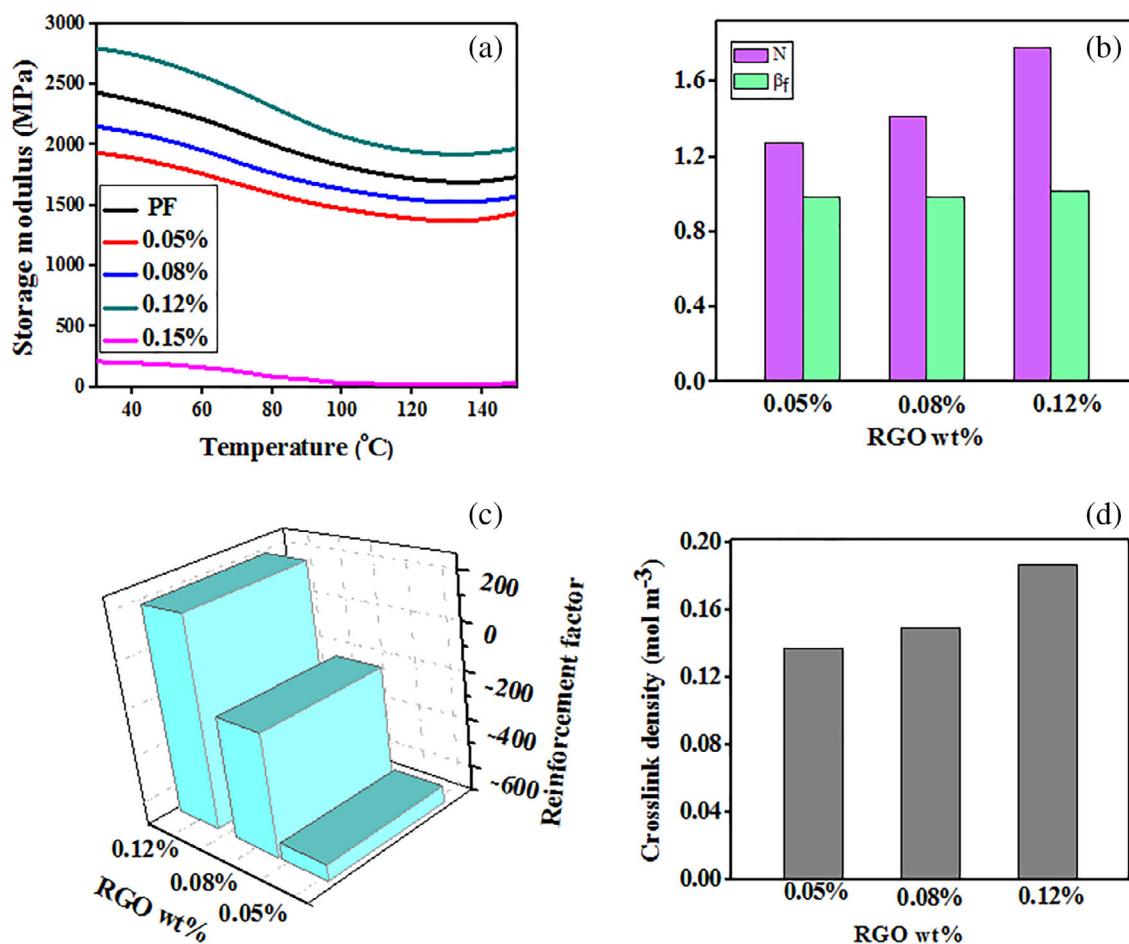 (a)
3000
2500
2000
1500
1000
500
0
Storage modulus (MPa)
PF
0.05%
0.08%
0.12%
0.15%
40 60 80 100 120 140
Temperature (°C)
(b)
N
βf
1.6
1.2
0.8
0.4
0.0
0.05% 0.08% 0.12%
RGO wt%
(c)
200
0
-200
-400
-600
Reinforcement factor
0.12%
0.08%
0.05%
RGO wt%
(d)
0.20
0.16
0.12
0.08
0.04
0.00
Crosslink density (mol m⁻³)
0.05% 0.08% 0.12%
RGO wt%